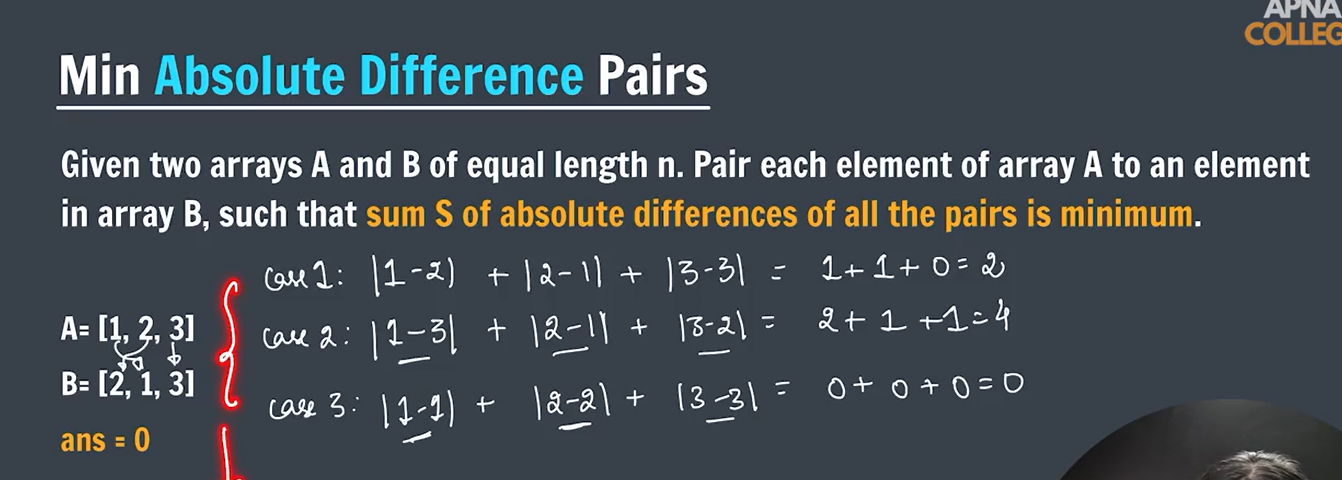 APNA
COLLEG
Min Absolute Difference Pairs
Given two arrays A and B of equal length n. Pair each element of array A to an element
in array B, such that sum S of absolute differences of all the pairs is minimum.
case 1: |1-2| + |2-1| + |3-3| = 1+1+0=2
A= [1, 2, 3]
case 2: |1-3| + |2-1| + |3-2| = 2+1+1=4
B= [2, 1, 3]
case 3: |1-1| + |2-2| + |3-3| = 0+0+0=0
ans = 0